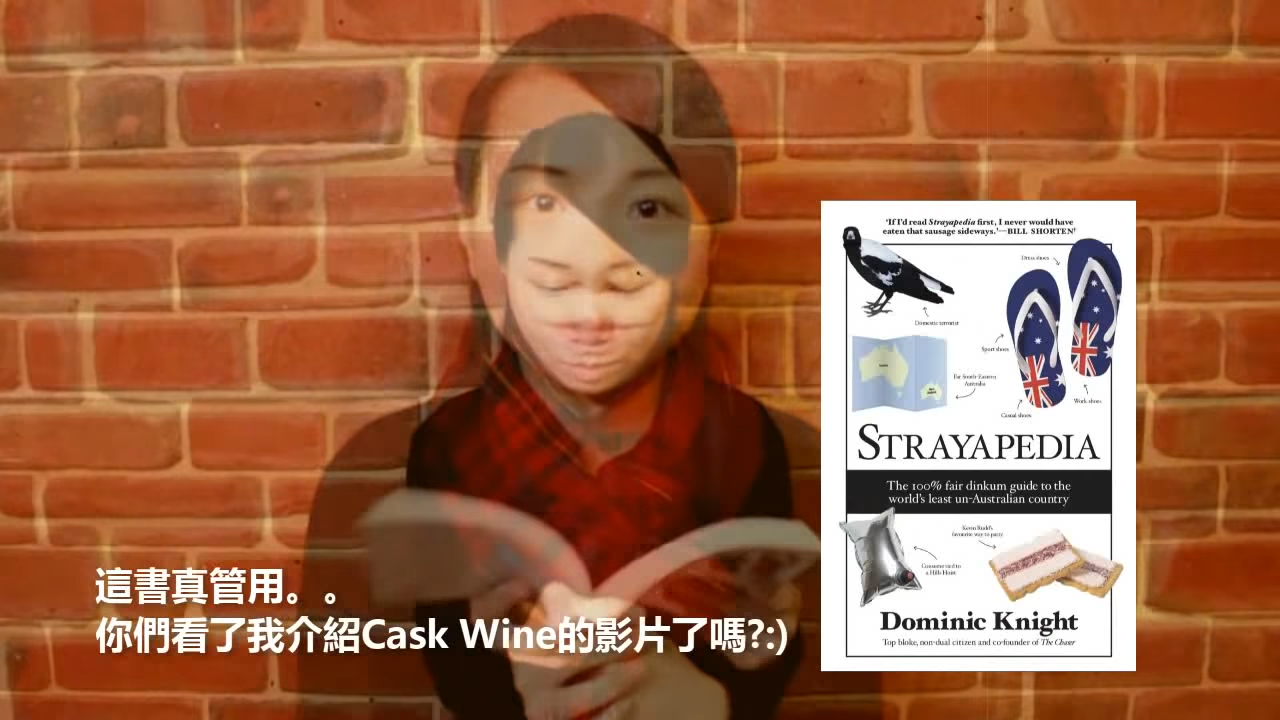 'If I'd read Strayapedia first, I never would have
eaten that sausage sideways.'—BILL SHORTEN†
Dress shoes
Domestic terrorist
Sport shoes
Far South-Eastern
Australia
Work shoes
Casual shoes
STRAYAPEDIA
The 100% fair dinkum guide to the
world's least un-Australian country
Kevin Rudd's
favourite way to party
Consume tied to
a Hills Hoist
Dominic Knight
Top bloke, non-dual citizen and co-founder of The Chaser
這書真管用。。
你們看了我介紹Cask Wine的影片了嗎?:)